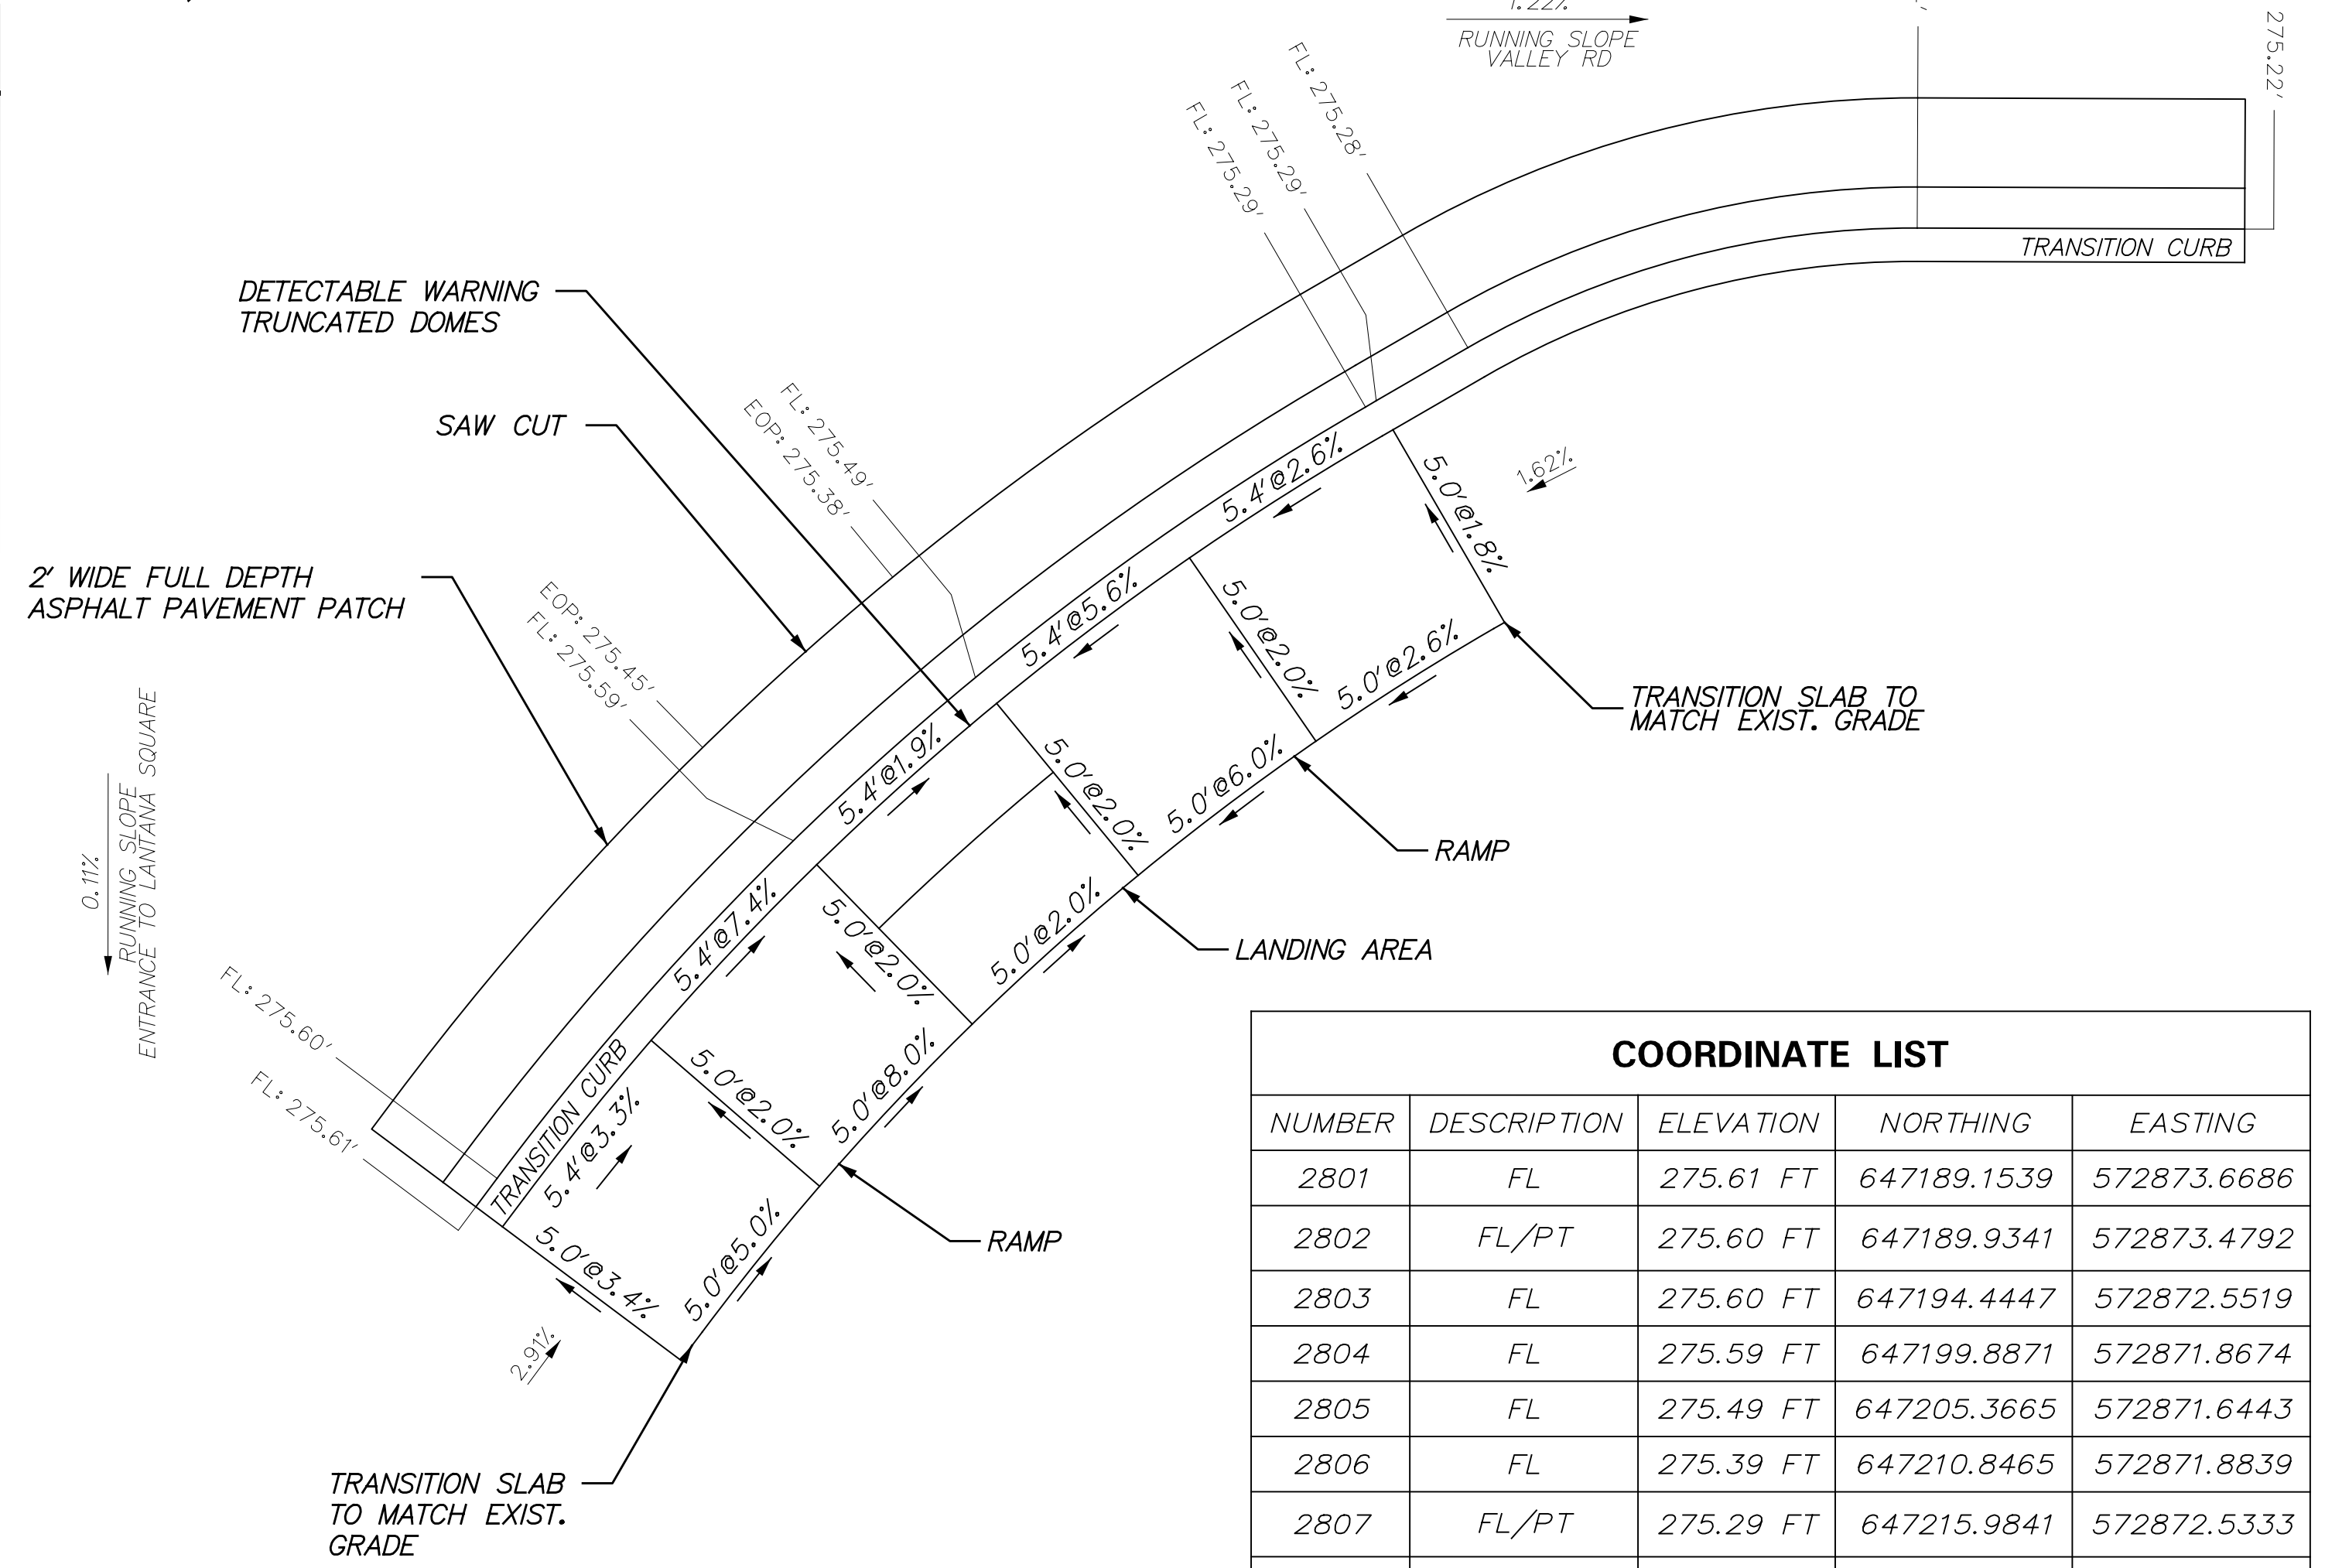 1.22%
RUNNING SLOPE
VALLEY RD
275.22'
FL: 275.28'
FL: 275.29'
FL: 275.29'
TRANSITION CURB
DETECTABLE WARNING
TRUNCATED DOMES
SAW CUT
FL: 275.49'
EOP: 275.38'
2' WIDE FULL DEPTH
ASPHALT PAVEMENT PATCH
EOP: 275.45'
FL: 275.59'
5.4'@2.6%
5.0'@1.8%
1.62%
5.4'@5.6%
5.0'@2.0%
5.0'@2.6%
TRANSITION SLAB TO
MATCH EXIST. GRADE
5.4'@1.9%
5.0'@2.0%
5.0'@6.0%
RAMP
0.11%
RUNNING SLOPE
ENTRANCE TO LANTANA SQUARE
5.4'@7.4%
5.0'@2.0%
5.0'@2.0%
LANDING AREA
FL: 275.60'
FL: 275.61'
TRANSITION CURB
5.4'@3.3%
5.0'@2.0%
5.0'@8.0%
RAMP
5.0'@3.4%
5.0'@5.0%
2.91%
TRANSITION SLAB
TO MATCH EXIST.
GRADE
COORDINATE LIST
NUMBER DESCRIPTION ELEVATION NORTHING EASTING
2801 FL 275.61 FT 647189.1539 572873.6686
2802 FL/PT 275.60 FT 647189.9341 572873.4792
2803 FL 275.60 FT 647194.4447 572872.5519
2804 FL 275.59 FT 647199.8871 572871.8674
2805 FL 275.49 FT 647205.3665 572871.6443
2806 FL 275.39 FT 647210.8465 572871.8839
2807 FL/PT 275.29 FT 647215.9841 572872.5333